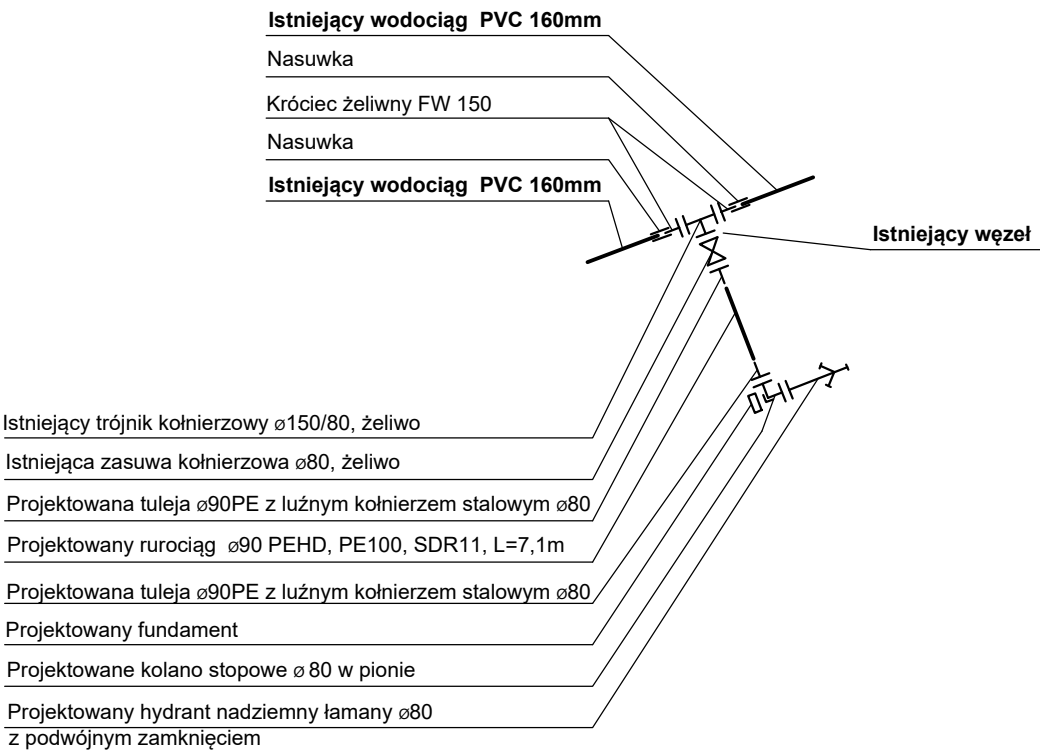 Istniejący wodociąg PVC 160mm
Nasuwka
Króciec żeliwny FW 150
Nasuwka
Istniejący wodociąg PVC 160mm
Istniejący węzeł
Istniejący trójnik kołnierzowy ø150/80, żeliwo
Istniejąca zasuwa kołnierzowa ø80, żeliwo
Projektowana tuleja ø90PE z luźnym kołnierzem stalowym ø80
Projektowany rurociąg ø90 PEHD, PE100, SDR11, L=7,1m
Projektowana tuleja ø90PE z luźnym kołnierzem stalowym ø80
Projektowany fundament
Projektowane kolano stopowe ø 80 w pionie
Projektowany hydrant nadziemny łamany ø80
z podwójnym zamknięciem